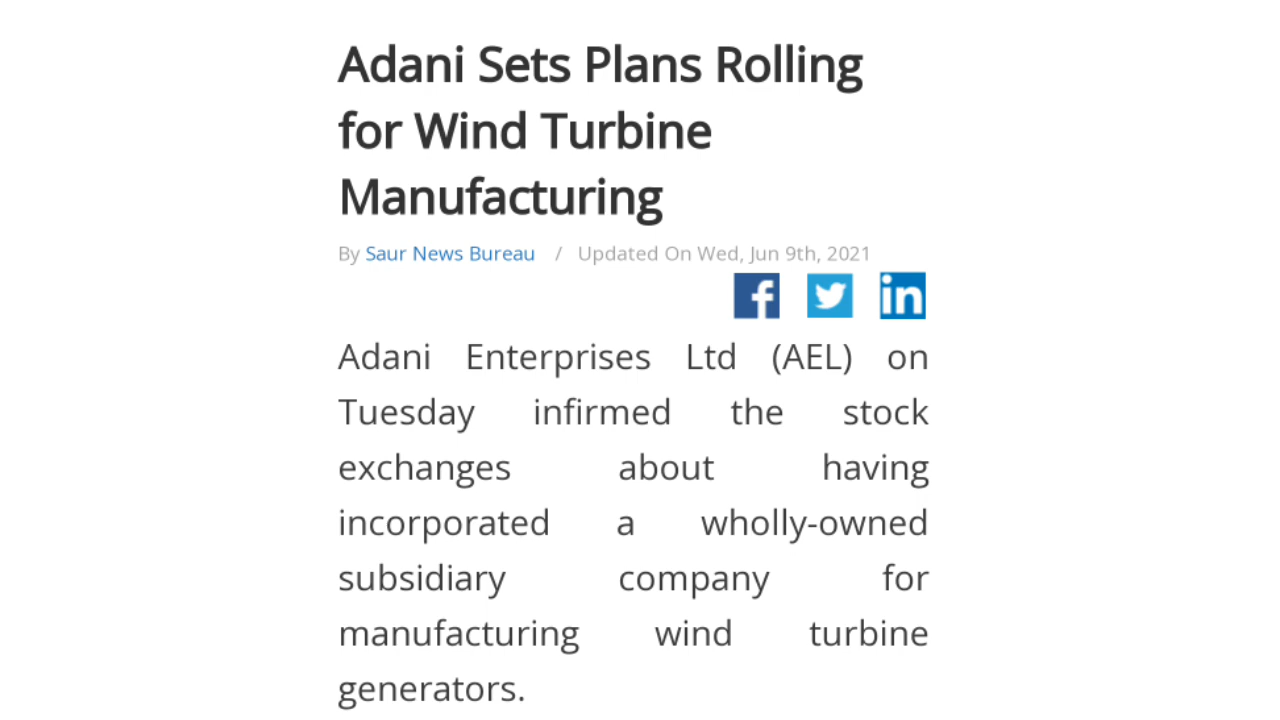 Adani Sets Plans Rolling
for Wind Turbine
Manufacturing
By Saur News Bureau / Updated On Wed, Jun 9th, 2021
Adani Enterprises Ltd (AEL) on
Tuesday infirmed the stock
exchanges about having
incorporated a wholly-owned
subsidiary company for
manufacturing wind turbine
generators.